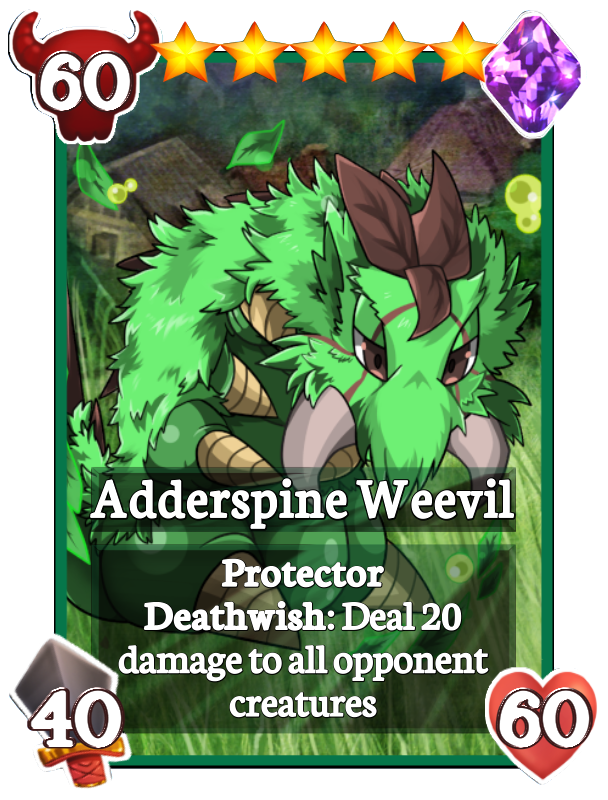 60
Adderspine Weevil
Protector
Deathwish: Deal 20
damage to all opponent
creatures
40
60